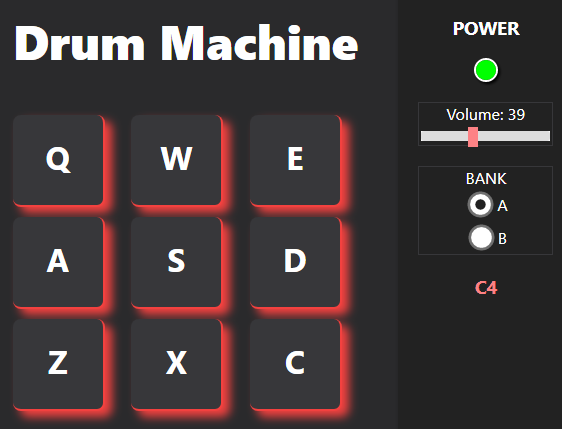 Drum Machine
Q W E
A S D
Z X C
POWER
Volume: 39
BANK
A
B
C4